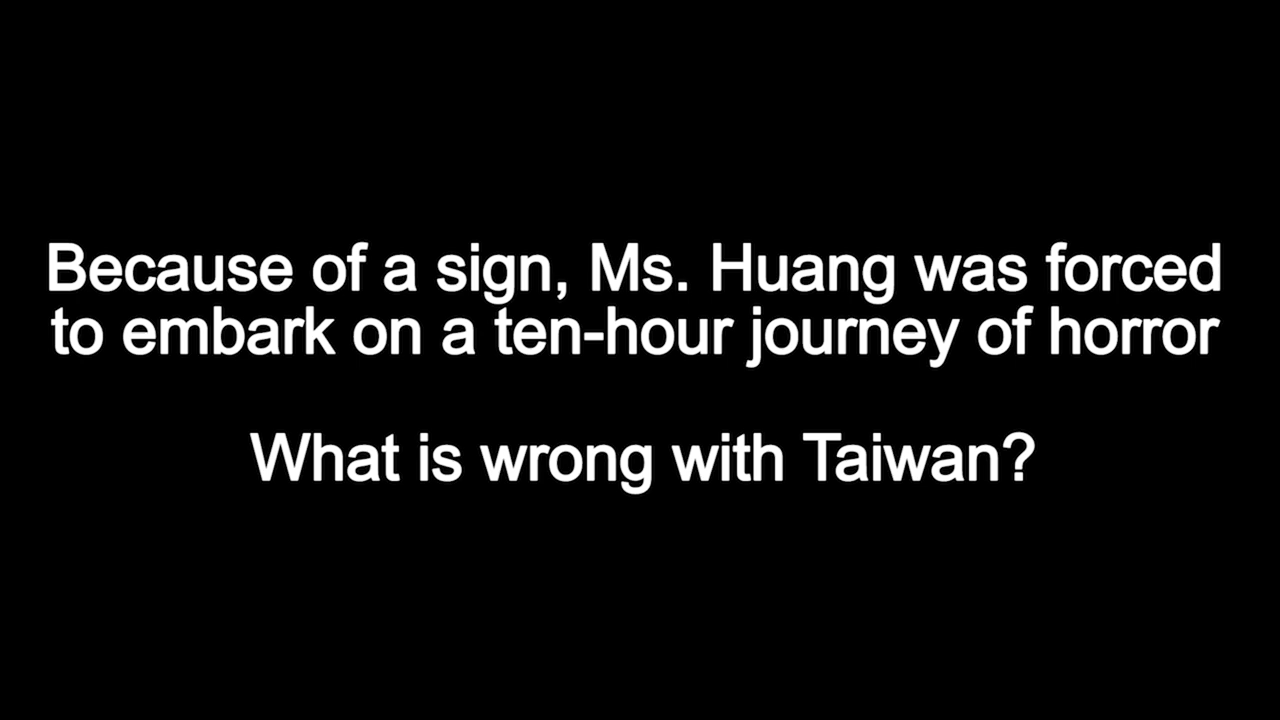 Because of a sign, Ms. Huang was forced
to embark on a ten-hour journey of horror
What is wrong with Taiwan?